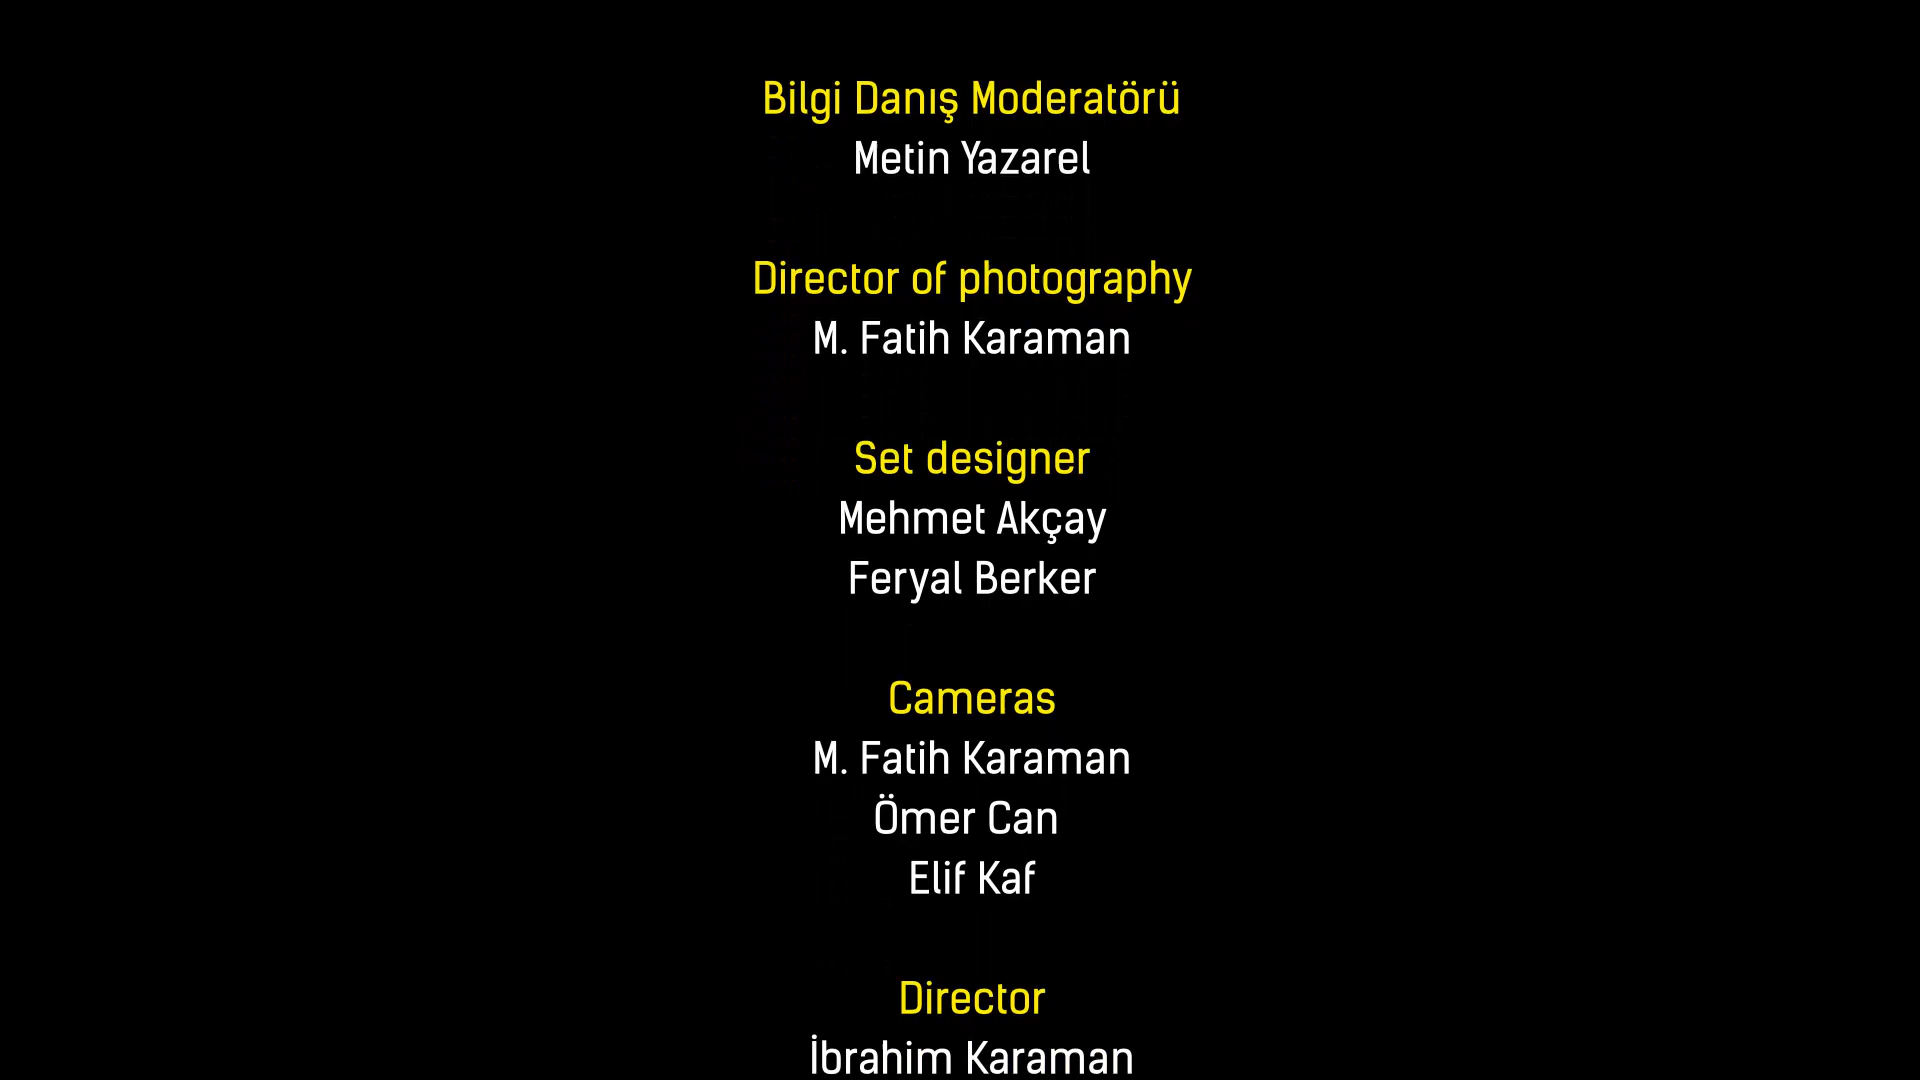 Bilgi Danış Moderatörü
Metin Yazarel
Director of photography
M. Fatih Karaman
Set designer
Mehmet Akçay
Feryal Berker
Cameras
M. Fatih Karaman
Ömer Can
Elif Kaf
Director
İbrahim Karaman